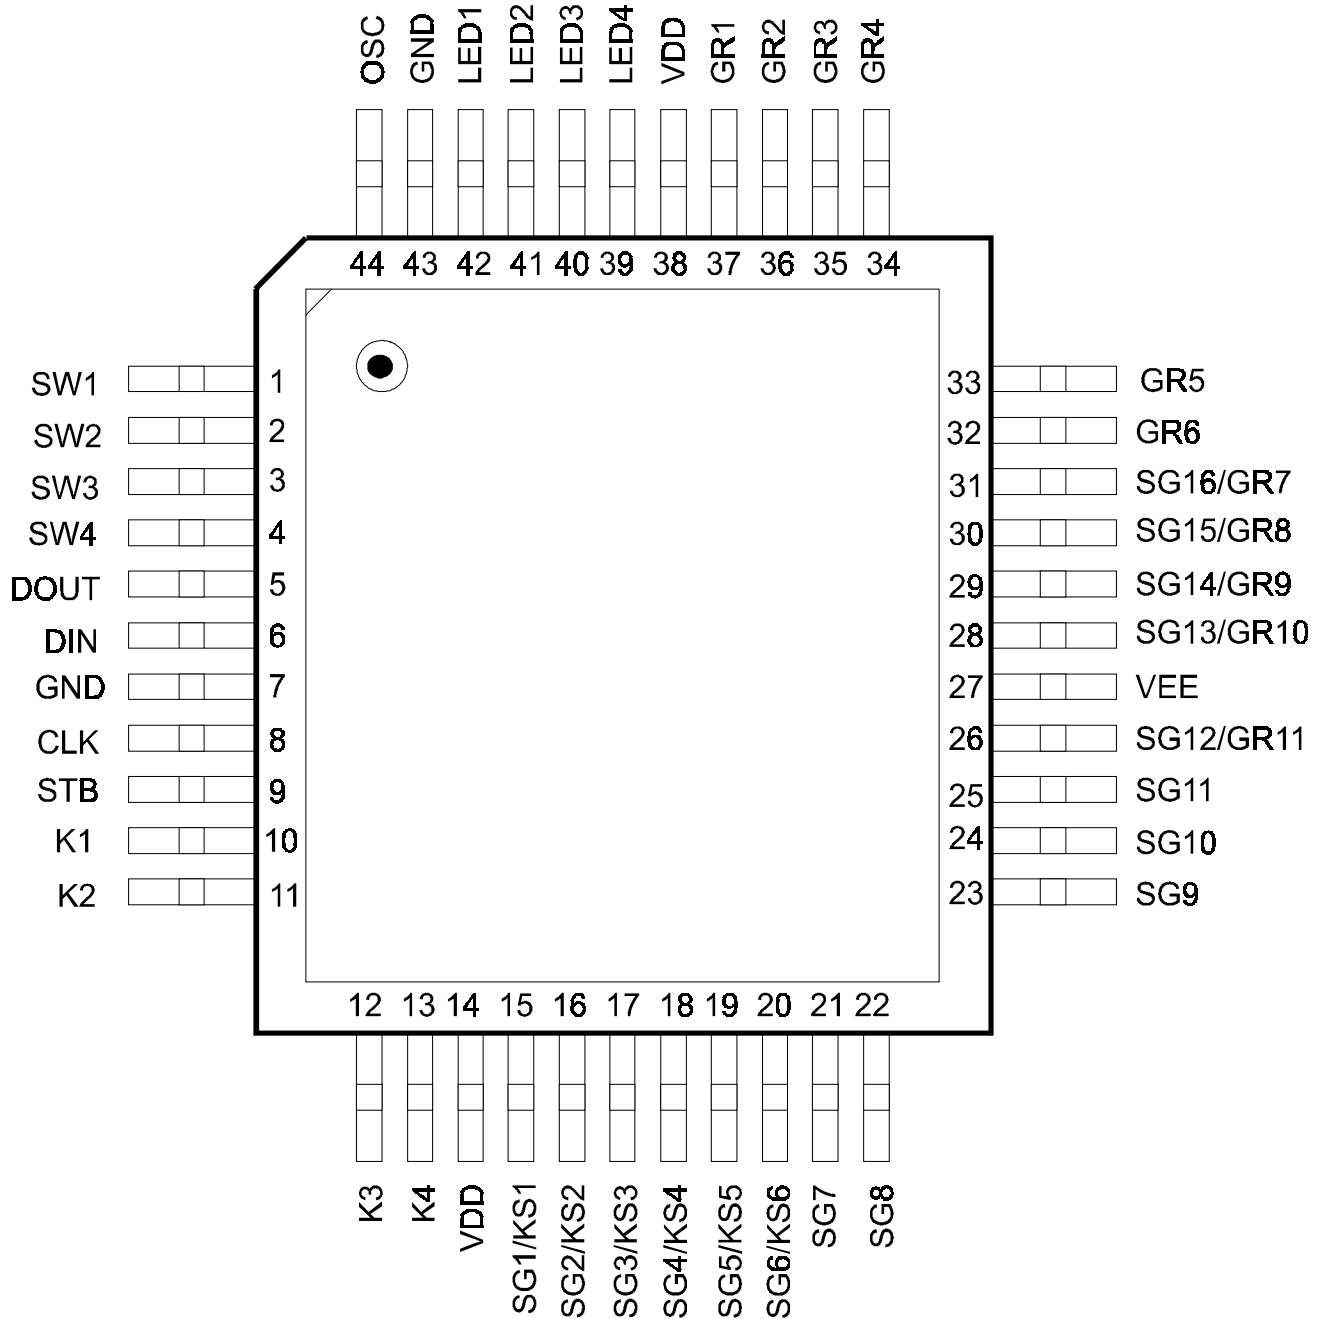 OSC GND LED1 LED2 LED3 LED4 VDD GR1 GR2 GR3 GR4
44 43 42 41 40 39 38 37 36 35 34
SW1 1 33 GR5
SW2 2 32 GR6
SW3 3 31 SG16/GR7
SW4 4 30 SG15/GR8
DOUT 5 29 SG14/GR9
DIN 6 28 SG13/GR10
GND 7 27 VEE
CLK 8 26 SG12/GR11
STB 9 25 SG11
K1 10 24 SG10
K2 11 23 SG9
12 13 14 15 16 17 18 19 20 21 22
K3 K4 VDD SG1/KS1 SG2/KS2 SG3/KS3 SG4/KS4 SG5/KS5 SG6/KS6 SG7 SG8